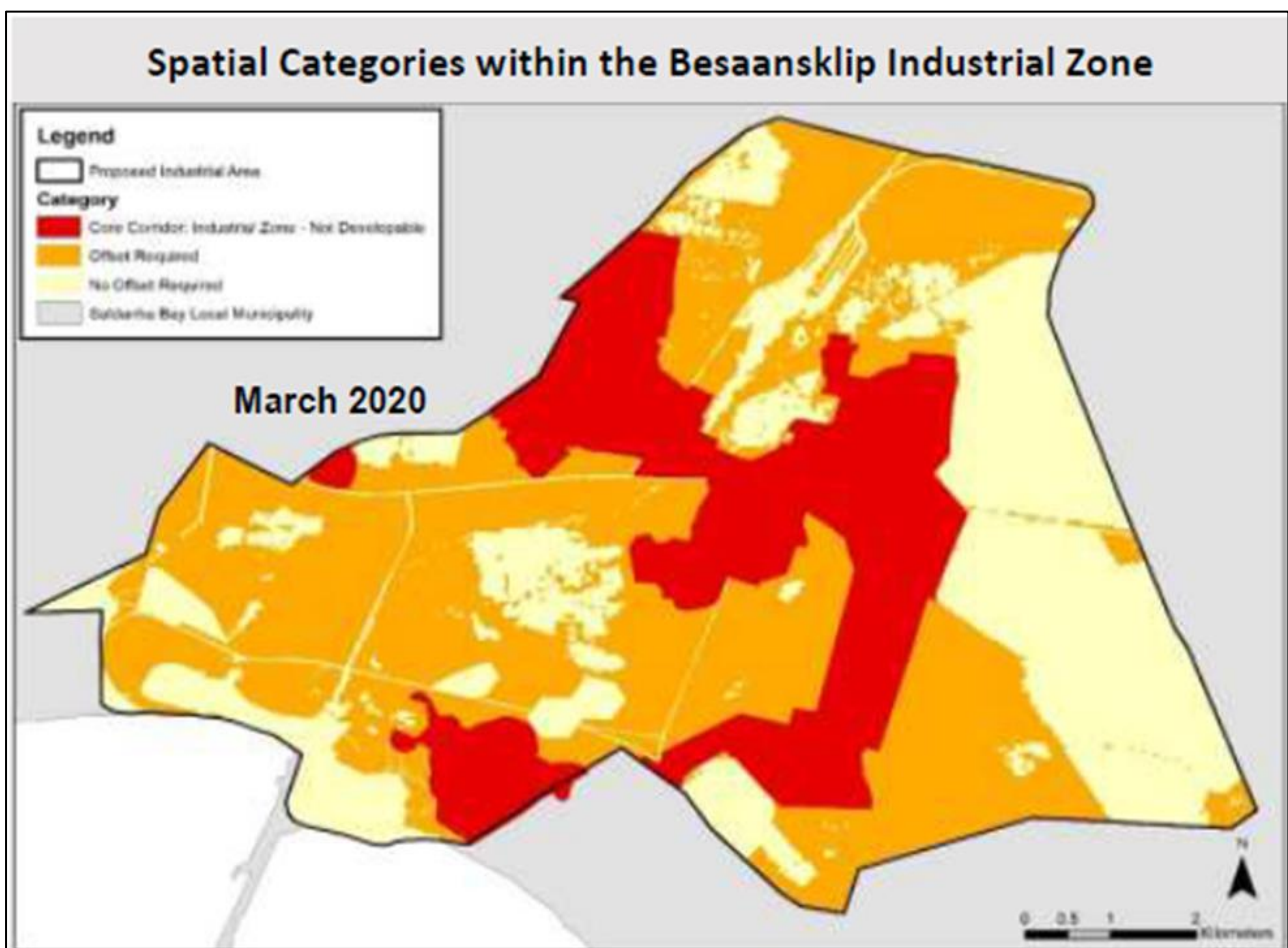 Spatial Categories within the Besaansklip Industrial Zone
Legend
Proposed Industrial Area
Category
Core Corridor: Industrial Zone - Not Developable
Offset Required
No Offset Required
Saldanha Bay Local Municipality
March 2020
N
0 0.5 1 2
Kilometers